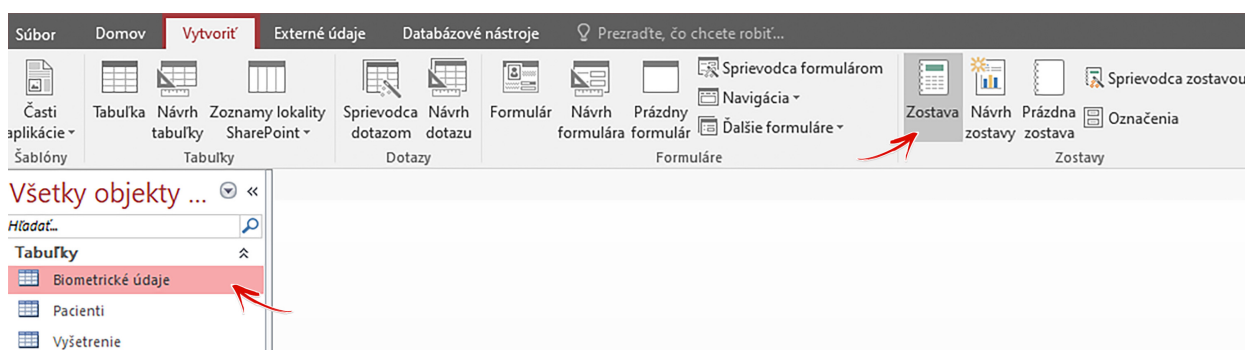 Súbor Domov Vytvoriť Externé údaje Databázové nástroje Prezraďte, čo chcete robiť...
Časti aplikácie
Tabuľka
Návrh tabuľky
Zoznamy lokality SharePoint
Sprievodca dotazom
Návrh dotazu
Formulár
Návrh formulára
Prázdny formulár
Sprievodca formulárom
Navigácia
Ďalšie formuláre
Zostava
Návrh zostavy
Prázdna zostava
Sprievodca zostavou
Označenia
Šablóny Tabuľky Dotazy Formuláre Zostavy
Všetky objekty ...
Hľadať...
Tabuľky
Biometrické údaje
Pacienti
Vyšetrenie